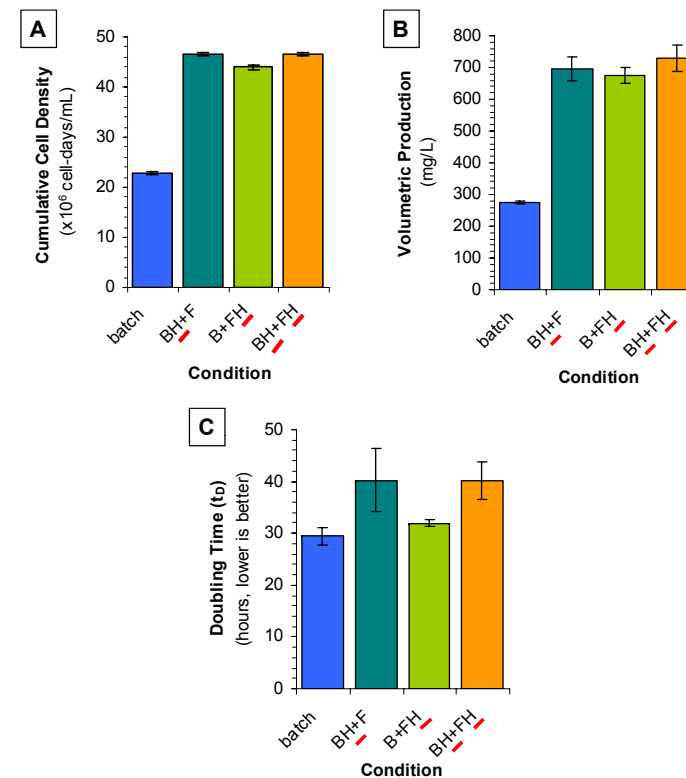 A
Cumulative Cell Density
(x10⁶ cell-days/mL)
50
40
30
20
10
0
batch
BH+F
B+FH
BH+FH
Condition
B
Volumetric Production
(mg/L)
800
700
600
500
400
300
200
100
0
batch
BH+F
B+FH
BH+FH
Condition
C
Doubling Time (tD)
(hours, lower is better)
50
40
30
20
10
0
batch
BH+F
B+FH
BH+FH
Condition